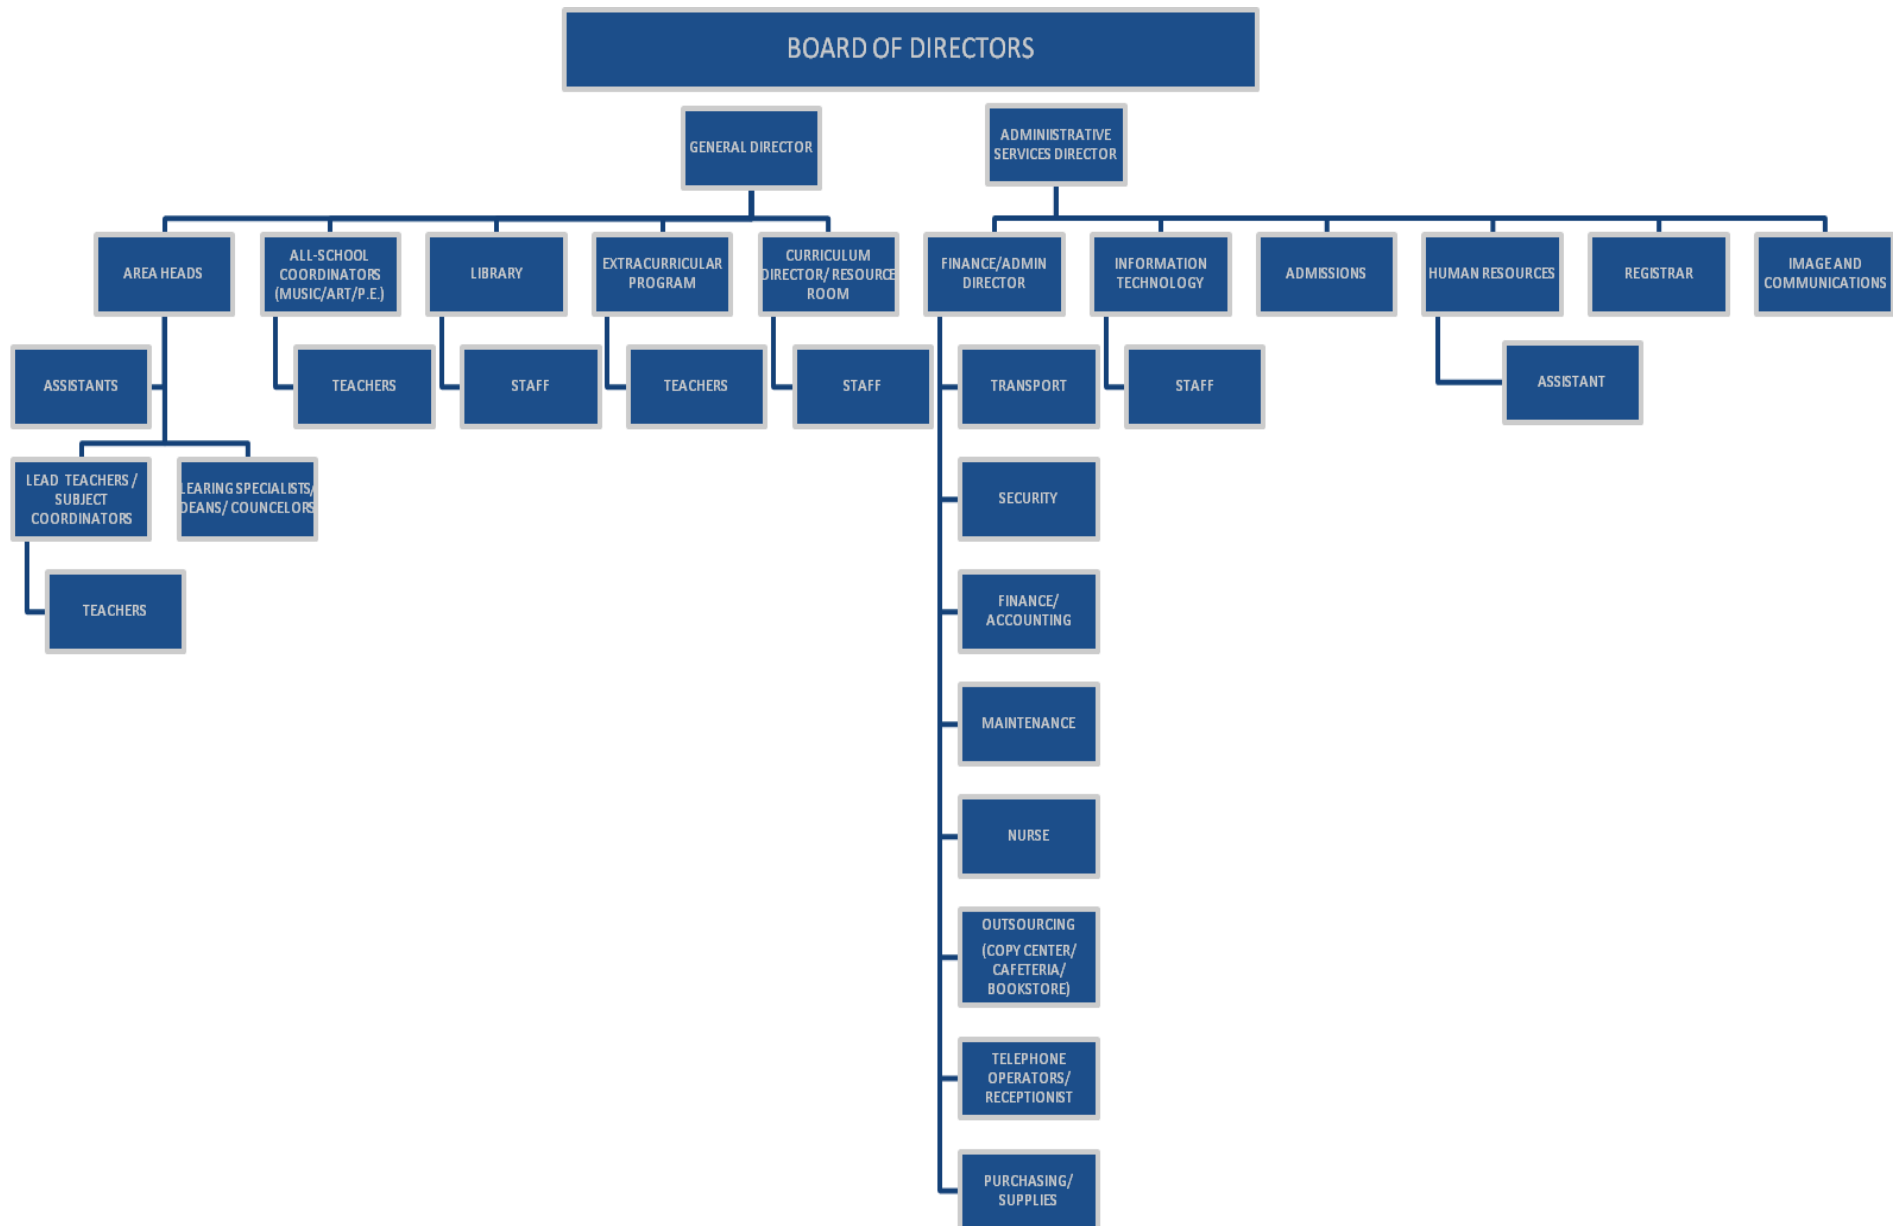 BOARD OF DIRECTORS
GENERAL DIRECTOR
ADMINIISTRATIVE
SERVICES DIRECTOR
AREA HEADS
ALL-SCHOOL
COORDINATORS
(MUSIC/ART/P.E.)
LIBRARY
EXTRACURRICULAR
PROGRAM
CURRICULUM
DIRECTOR/ RESOURCE
ROOM
FINANCE/ADMIN
DIRECTOR
INFORMATION
TECHNOLOGY
ADMISSIONS
HUMAN RESOURCES
REGISTRAR
IMAGE AND
COMMUNICATIONS
ASSISTANTS
TEACHERS
STAFF
TEACHERS
STAFF
TRANSPORT
STAFF
ASSISTANT
LEAD TEACHERS /
SUBJECT
COORDINATORS
LEARING SPECIALISTS/
DEANS/ COUNCELORS
SECURITY
TEACHERS
FINANCE/
ACCOUNTING
MAINTENANCE
NURSE
OUTSOURCING
(COPY CENTER/
CAFETERIA/
BOOKSTORE)
TELEPHONE
OPERATORS/
RECEPTIONIST
PURCHASING/
SUPPLIES